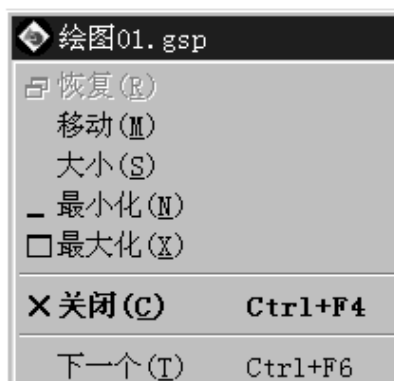 绘图01.gsp
恢复(R)
移动(M)
大小(S)
最小化(N)
最大化(X)
关闭(C) Ctrl+F4
下一个(T) Ctrl+F6